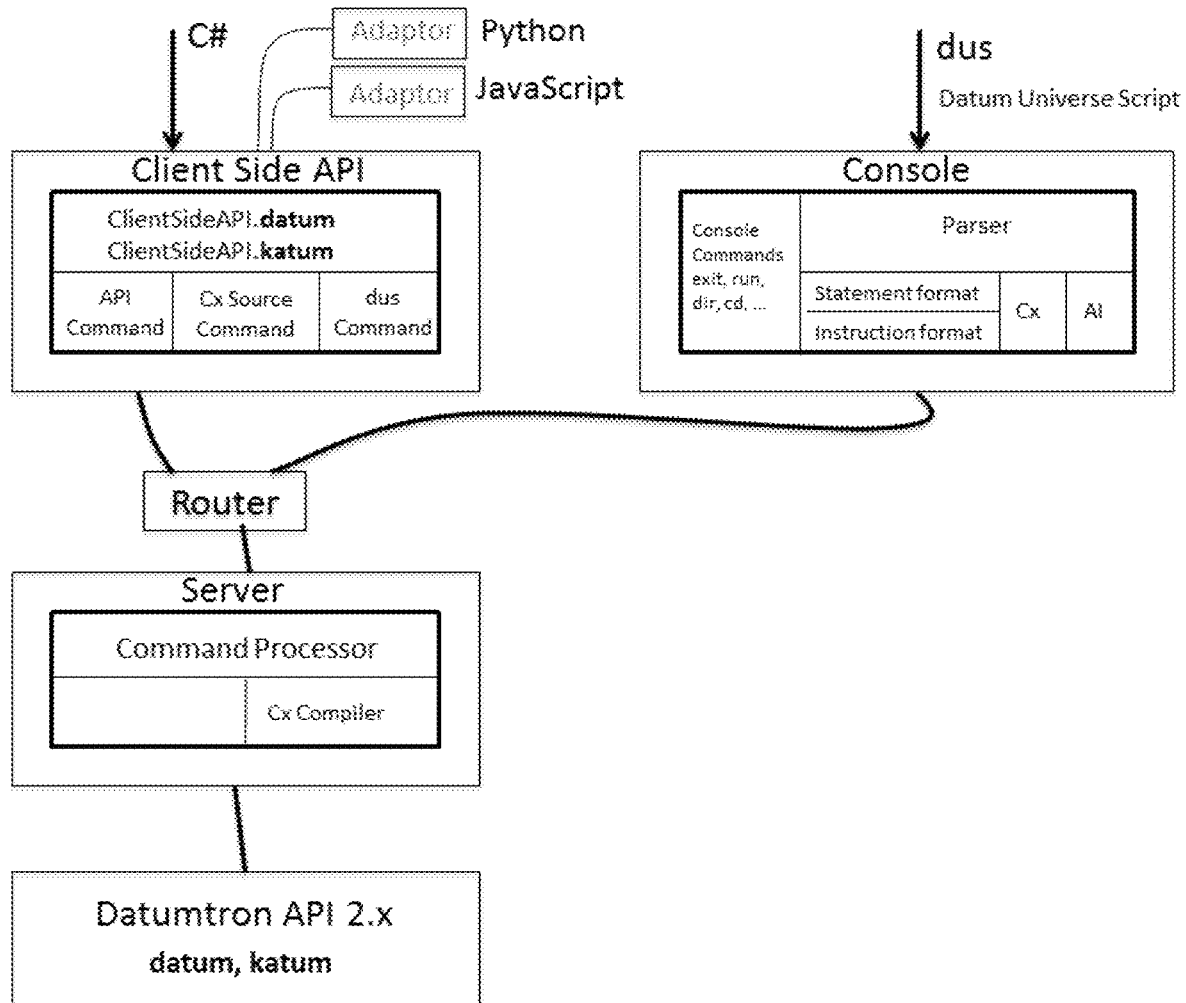 C#
Adaptor Python
Adaptor JavaScript
dus
Datum Universe Script
Client Side API
ClientSideAPI.datum
ClientSideAPI.katum
API
Command
Cx Source
Command
dus
Command
Console
Console
Commands
exit, run,
dir, cd, ...
Parser
Statement format
Instruction format
Cx
AI
Router
Server
Command Processor
Cx Compiler
Datumtron API 2.x
datum, katum